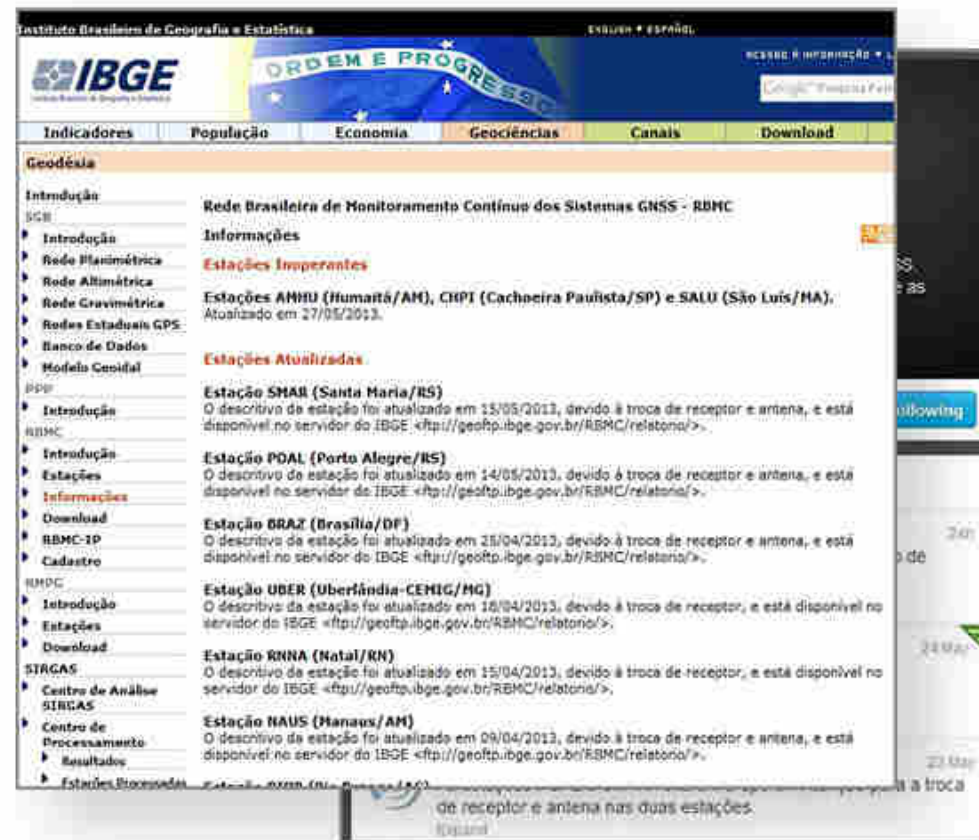 Instituto Brasileiro de Geografia e Estatística
ENGLISH ESPAÑOL
IBGE
ORDEM E PROGRESSO
ACESSO À INFORMAÇÃO
Indicadores População Economia Geociências Canais Download
Geodésia
Introdução
SGB
Introdução
Rede Planimétrica
Rede Altimétrica
Rede Gravimétrica
Redes Estaduais GPS
Banco de Dados
Modelo Geoidal
PPP
Introdução
RBMC
Introdução
Estações
Informações
Download
RBMC-IP
Cadastro
RMPG
Introdução
Estações
Download
SIRGAS
Centro de Análise
SIRGAS
Centro de
Processamento
Resultados
Estações Processadas
Rede Brasileira de Monitoramento Contínuo dos Sistemas GNSS - RBMC
Informações
Estações Inoperantes
Estações AMHU (Humaitá/AM), CHPI (Cachoeira Paulista/SP) e SALU (São Luís/MA).
Atualizado em 27/05/2013.
Estações Atualizadas
Estação SMAR (Santa Maria/RS)
O descritivo da estação foi atualizado em 15/05/2013, devido à troca de receptor e antena, e está
disponível no servidor do IBGE <ftp://geoftp.ibge.gov.br/RBMC/relatorio/>.
Estação POAL (Porto Alegre/RS)
O descritivo da estação foi atualizado em 14/05/2013, devido à troca de receptor e antena, e está
disponível no servidor do IBGE <ftp://geoftp.ibge.gov.br/RBMC/relatorio/>.
Estação BRAZ (Brasília/DF)
O descritivo da estação foi atualizado em 25/04/2013, devido à troca de receptor e antena, e está
disponível no servidor do IBGE <ftp://geoftp.ibge.gov.br/RBMC/relatorio/>.
Estação UBER (Uberlândia-CEMIG/MG)
O descritivo da estação foi atualizado em 18/04/2013, devido à troca de receptor, e está disponível no
servidor do IBGE <ftp://geoftp.ibge.gov.br/RBMC/relatorio/>.
Estação RNNA (Natal/RN)
O descritivo da estação foi atualizado em 15/04/2013, devido à troca de receptor, e está disponível no
servidor do IBGE <ftp://geoftp.ibge.gov.br/RBMC/relatorio/>.
Estação NAUS (Manaus/AM)
O descritivo da estação foi atualizado em 09/04/2013, devido à troca de receptor e antena, e está
disponível no servidor do IBGE <ftp://geoftp.ibge.gov.br/RBMC/relatorio/>.
e as
ollowing
de
24 May
22 May
a a troca
de receptor e antena nas duas estações
Expand